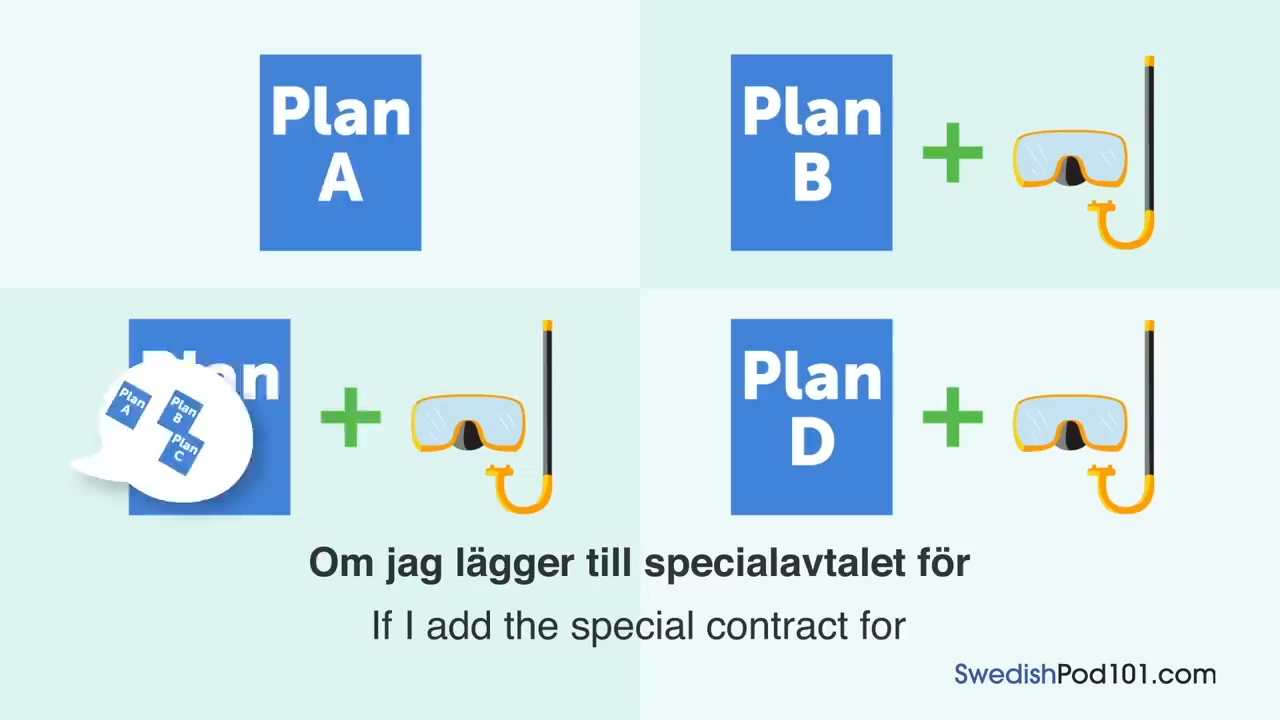 Plan
A
Plan
B
Plan
A
Plan
B
Plan
C
Plan
D
Om jag lägger till specialavtalet för
If I add the special contract for
SwedishPod101.com